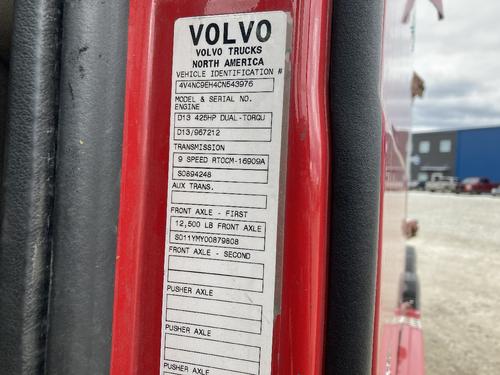 VOLVO
VOLVO TRUCKS
NORTH AMERICA
VEHICLE IDENTIFICATION #
4V4NC9EH4CN543976
MODEL & SERIAL NO.
ENGINE
D13 425HP DUAL-TORQU
D13/967212
TRANSMISSION
9 SPEED RTOCM-16909A
S0894248
AUX TRANS.
FRONT AXLE - FIRST
12,500 LB FRONT AXLE
S011YMY00879808
FRONT AXLE - SECOND
PUSHER AXLE
PUSHER AXLE
PUSHER AXLE